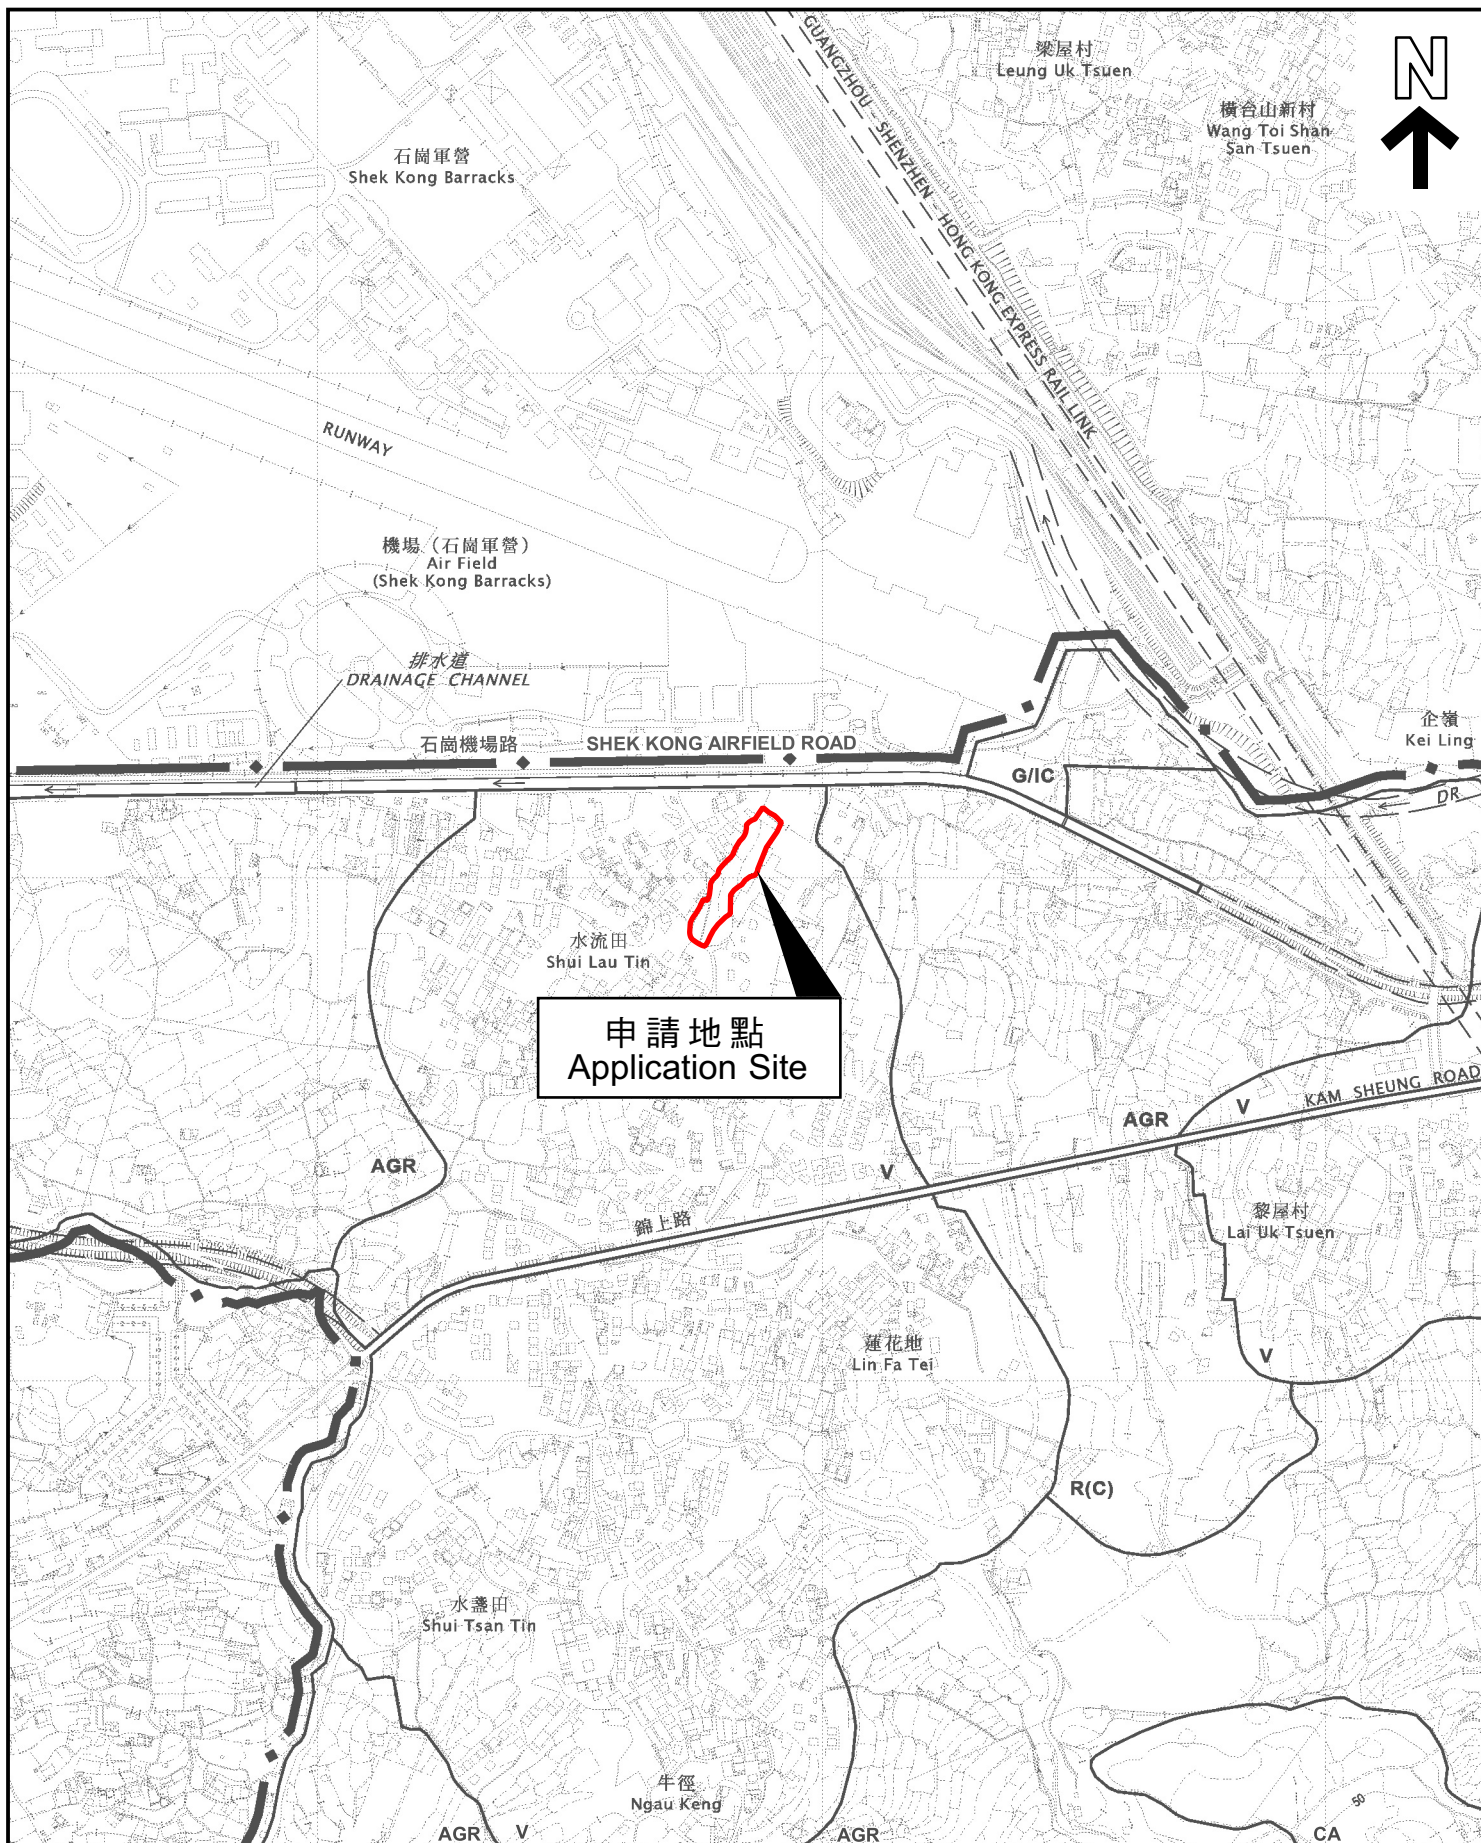 梁屋村
Leung Uk Tsuen
N
橫台山新村
Wang Toi Shan
San Tsuen
石崗軍營
Shek Kong Barracks
GUANGZHOU - SHENZHEN - HONG KONG EXPRESS RAIL LINK
RUNWAY
機場（石崗軍營）
Air Field
(Shek Kong Barracks)
排水道
DRAINAGE CHANNEL
企嶺
Kei Ling
石崗機場路
SHEK KONG AIRFIELD ROAD
G/IC
DR
水流田
Shui Lau Tin
申請地點
Application Site
KAM SHEUNG ROAD
V
AGR
AGR
V
錦上路
黎屋村
Lai Uk Tsuen
蓮花地
Lin Fa Tei
V
R(C)
水盞田
Shui Tsan Tin
牛徑
Ngau Keng
50
AGR
V
AGR
CA